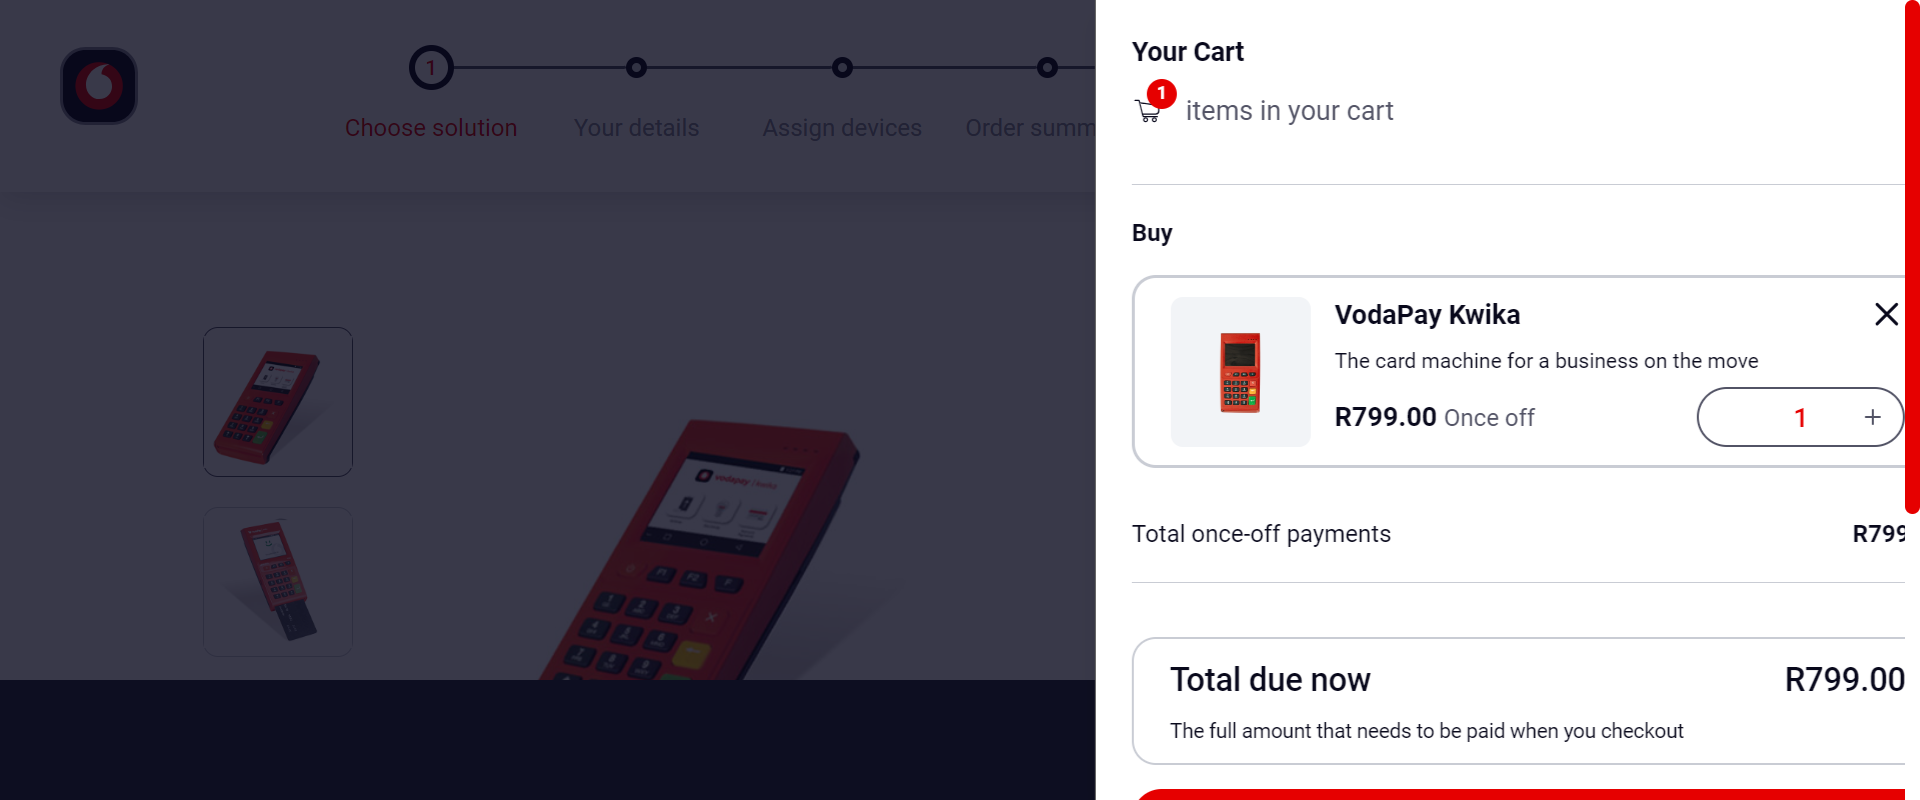 1
Choose solution
Your details
Assign devices
Order summ
vodapay
Your Cart
1
items in your cart
Buy
VodaPay Kwika
The card machine for a business on the move
R799.00 Once off
1 +
Total once-off payments
R799
Total due now
R799.00
The full amount that needs to be paid when you checkout